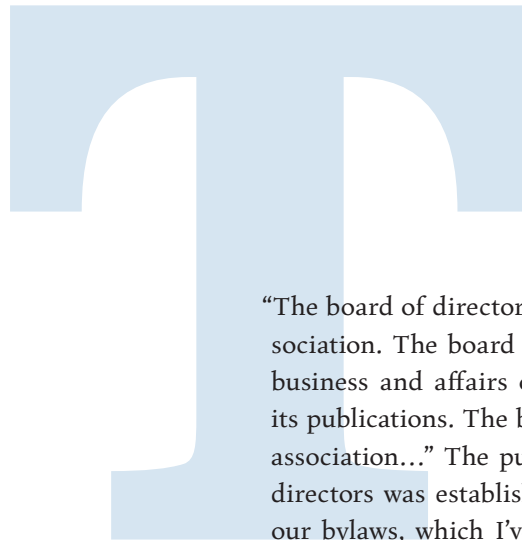 T
“The board of director
sociation. The board
business and affairs
its publications. The
association…” The pu
directors was establis
our bylaws, which I’v